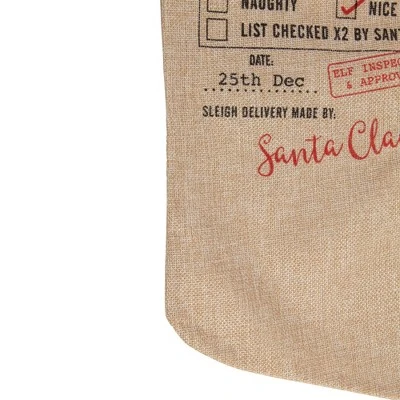 NAUGHTY NICE
LIST CHECKED X2 BY SANT
DATE:
25th Dec
ELF INSPEC
& APPROV
SLEIGH DELIVERY MADE BY:
Santa Cla